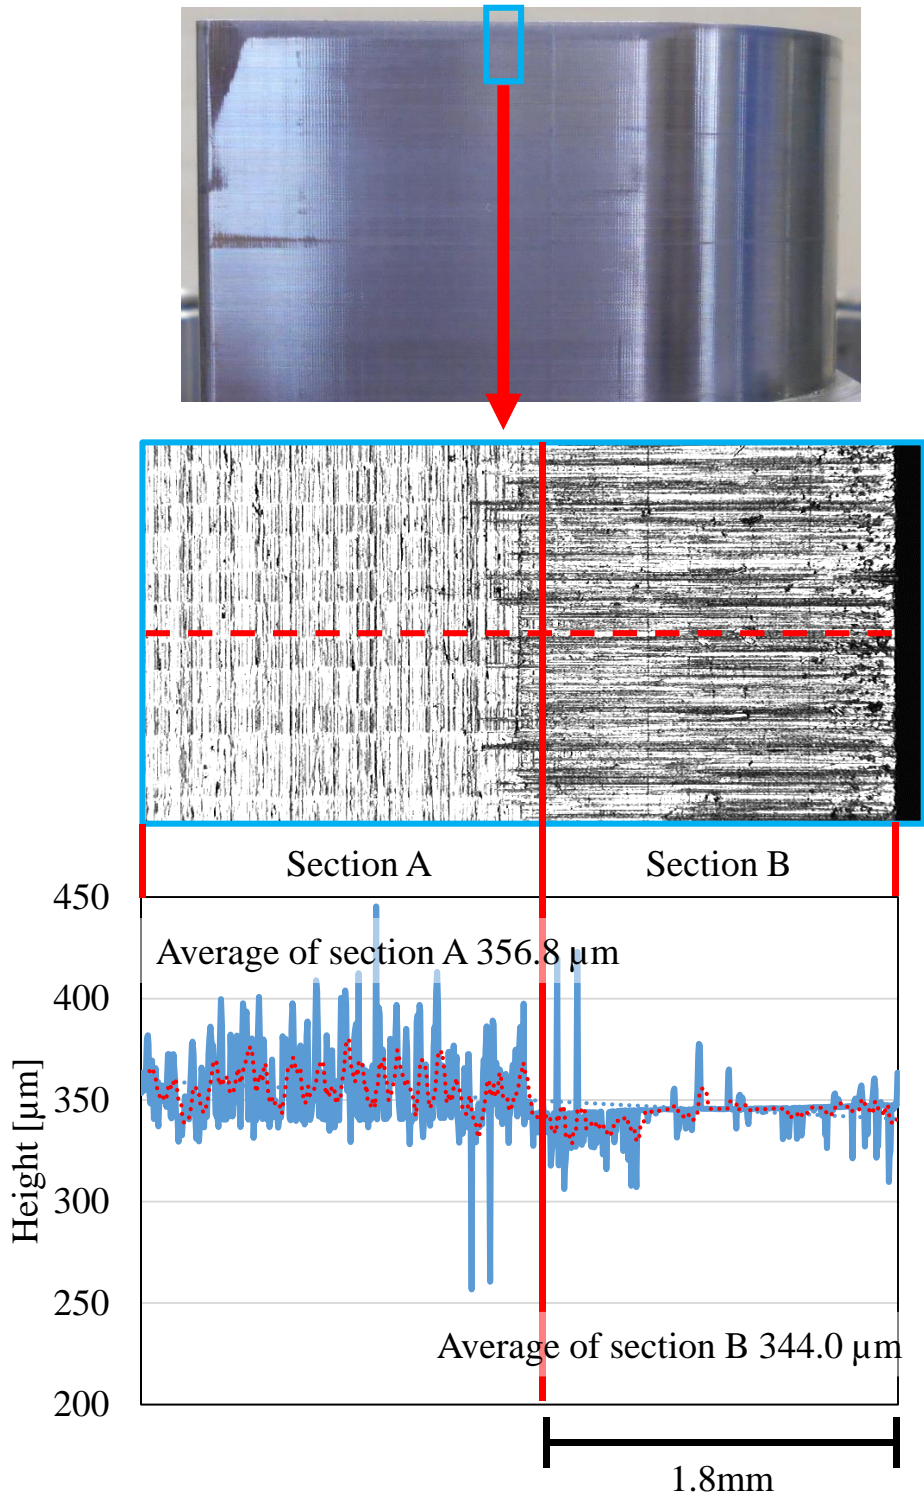 Section A
Section B
450
400
350
300
250
200
Height [µm]
Average of section A 356.8 µm
Average of section B 344.0 µm
1.8mm